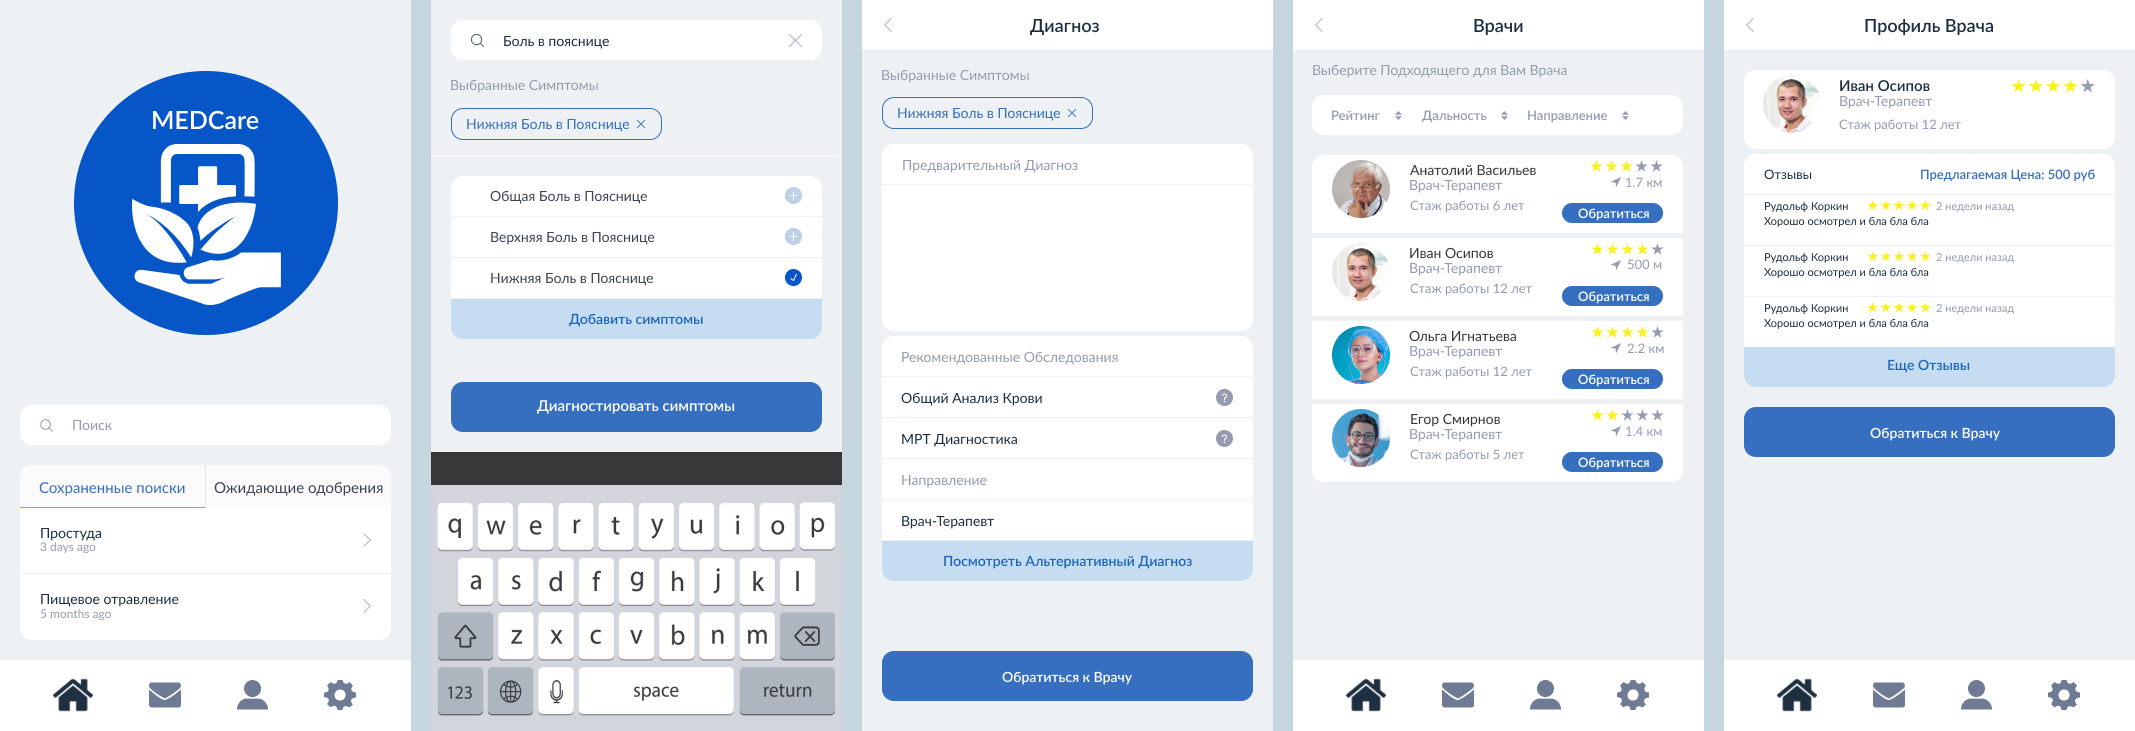 MEDCare
Поиск
Сохраненные поиски
Ожидающие одобрения
Простуда
3 days ago
Пищевое отравление
5 months ago
Боль в пояснице
Выбранные Симптомы
Нижняя Боль в Пояснице
Общая Боль в Пояснице
Верхняя Боль в Пояснице
Нижняя Боль в Пояснице
Добавить симптомы
Диагностировать симптомы
q w e r t y u i o p
a s d f g h j k l
z x c v b n m
123 space return
Диагноз
Выбранные Симптомы
Нижняя Боль в Пояснице
Предварительный Диагноз
Рекомендованные Обследования
Общий Анализ Крови ?
МРТ Диагностика ?
Направление
Врач-Терапевт
Посмотреть Альтернативный Диагноз
Обратиться к Врачу
Врачи
Выберите Подходящего для Вам Врача
Рейтинг Дальность Направление
Анатолий Васильев
Врач-Терапевт 1.7 км
Стаж работы 6 лет Обратиться
Иван Осипов
Врач-Терапевт 500 м
Стаж работы 12 лет Обратиться
Ольга Игнатьева
Врач-Терапевт 2.2 км
Стаж работы 12 лет Обратиться
Егор Смирнов
Врач-Терапевт 1.4 км
Стаж работы 5 лет Обратиться
Профиль Врача
Иван Осипов
Врач-Терапевт
Стаж работы 12 лет
Отзывы Предлагаемая Цена: 500 руб
Рудольф Коркин 2 недели назад
Хорошо осмотрел и бла бла бла
Рудольф Коркин 2 недели назад
Хорошо осмотрел и бла бла бла
Рудольф Коркин 2 недели назад
Хорошо осмотрел и бла бла бла
Еще Отзывы
Обратиться к Врачу